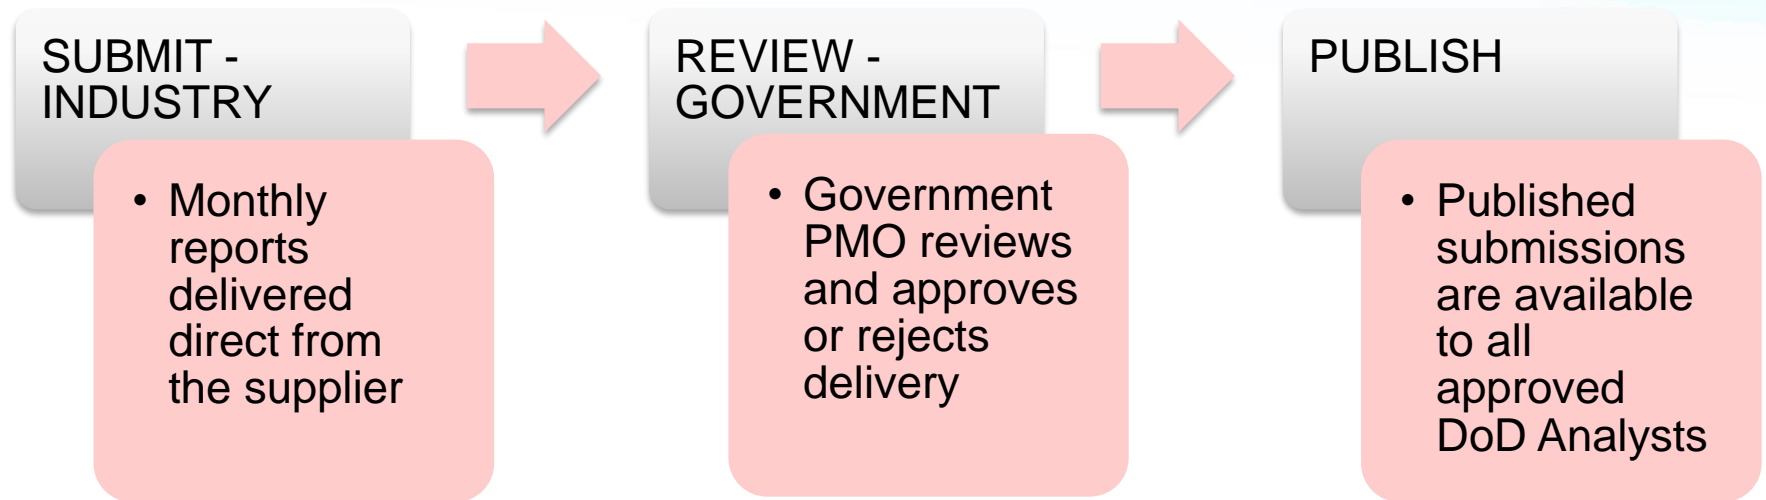 SUBMIT -
INDUSTRY
• Monthly
reports
delivered
direct from
the supplier
REVIEW -
GOVERNMENT
• Government
PMO reviews
and approves
or rejects
delivery
PUBLISH
• Published
submissions
are available
to all
approved
DoD Analysts